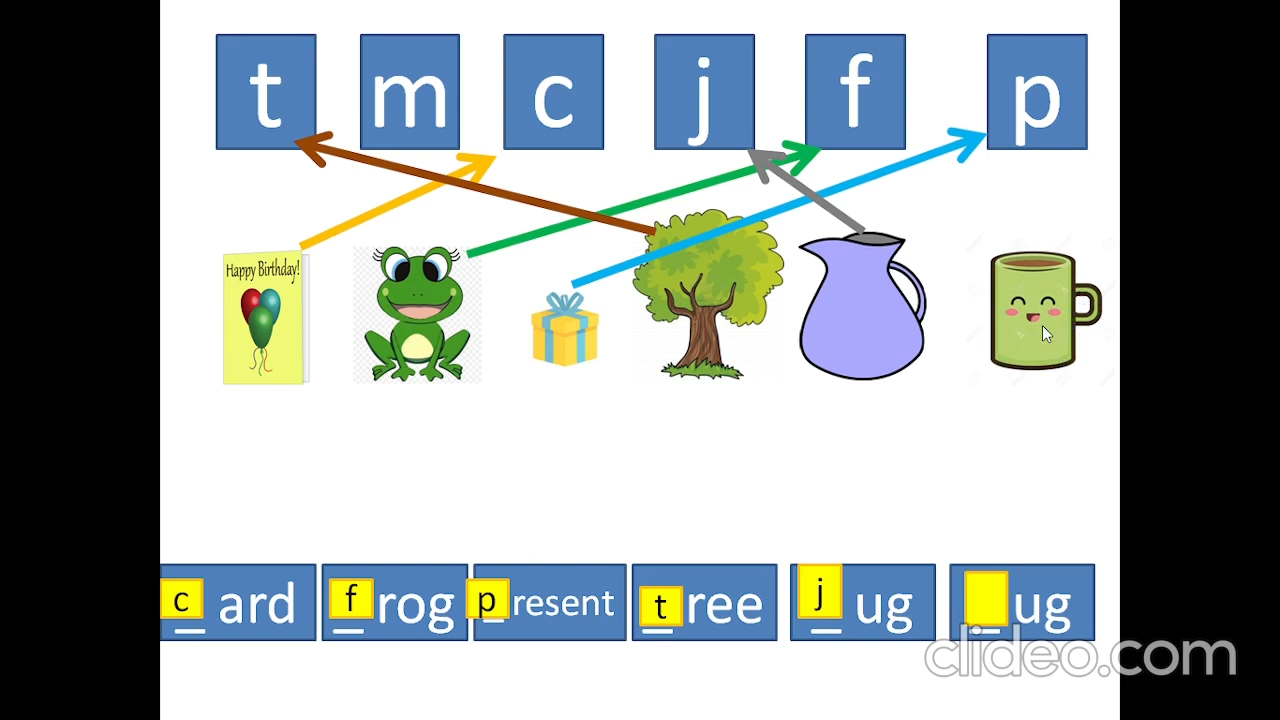 t m c j f p
Happy Birthday!
c ard f rog p resent t ree j ug _ ug
clideo.com